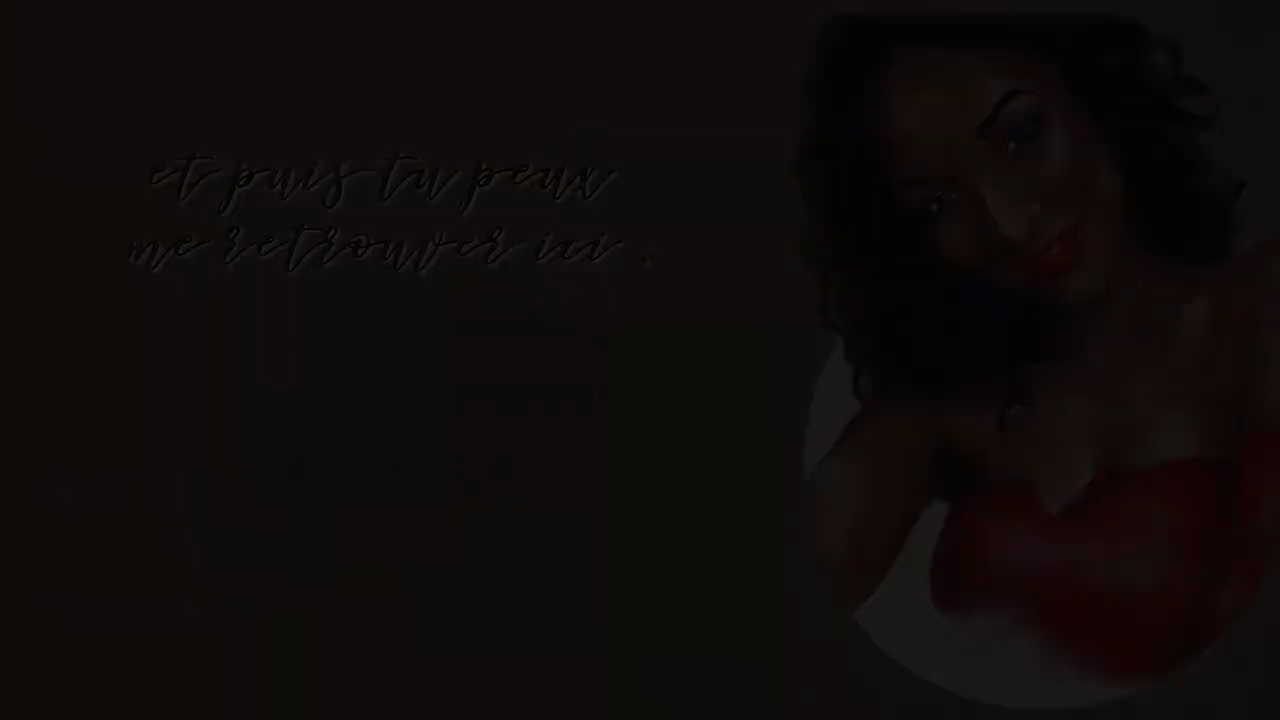 et puis tu peux
me retrouver ici .